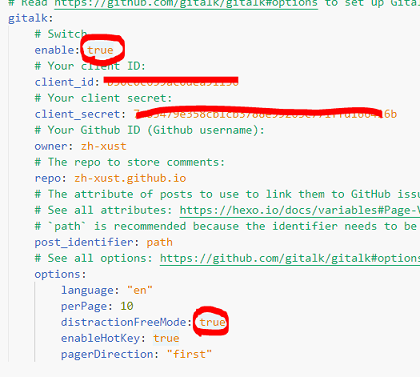 # Read https://github.com/gitalk/gitalk#options to set up Gita
gitalk:
# Switch
enable: true
# Your client ID:
client_id:
# Your client secret:
client_secret:
# Your Github ID (Github username):
owner: zh-xust
# The repo to store comments:
repo: zh-xust.github.io
# The attribute of posts to use to link them to GitHub issu
# See all attributes: https://hexo.io/docs/variables#Page-V
# `path` is recommended because the identifier needs to be
post_identifier: path
# See all options: https://github.com/gitalk/gitalk#options
options:
language: "en"
perPage: 10
distractionFreeMode: true
enableHotKey: true
pagerDirection: "first"